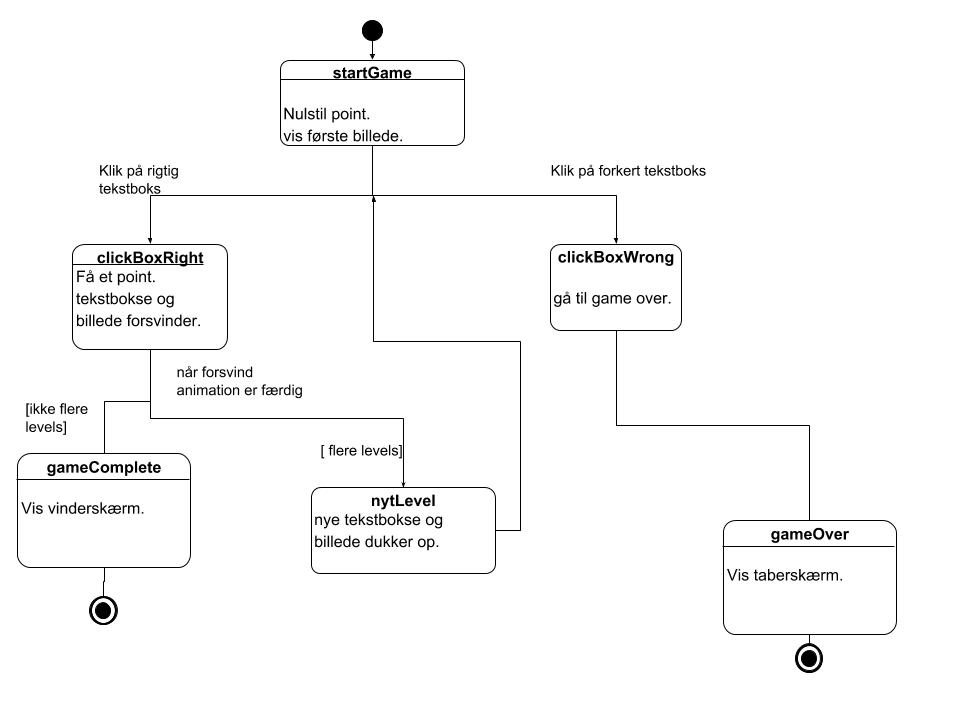 startGame
Nulstil point.
vis første billede.
Klik på rigtig
tekstboks
Klik på forkert tekstboks
clickBoxRight
Få et point.
tekstbokse og
billede forsvinder.
clickBoxWrong
gå til game over.
når forsvind
animation er færdig
[ikke flere
levels]
[ flere levels]
gameComplete
Vis vinderskærm.
nytLevel
nye tekstbokse og
billede dukker op.
gameOver
Vis taberskærm.